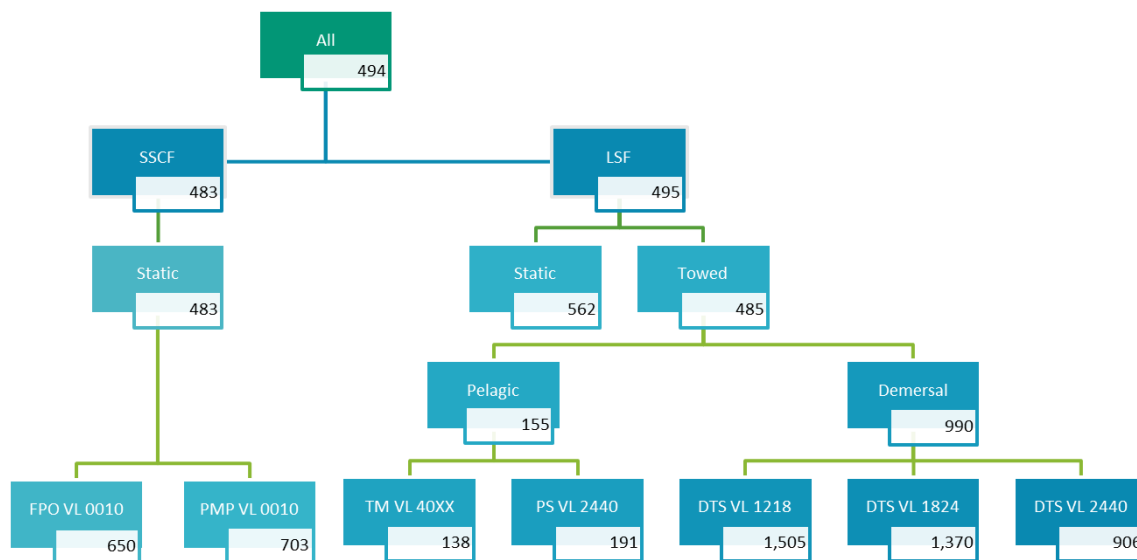 All
494
SSCF
483
LSF
495
Static
483
Static
562
Towed
485
Pelagic
155
Demersal
990
FPO VL 0010
650
PMP VL 0010
703
TM VL 40XX
138
PS VL 2440
191
DTS VL 1218
1,505
DTS VL 1824
1,370
DTS VL 2440
906